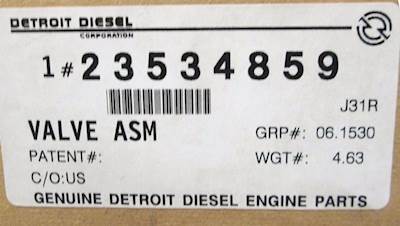 DETROIT DIESEL
CORPORATION
1# 23534859
J31R
VALVE ASM
GRP#: 06.1530
PATENT#:
WGT#: 4.63
C/O:US
GENUINE DETROIT DIESEL ENGINE PARTS